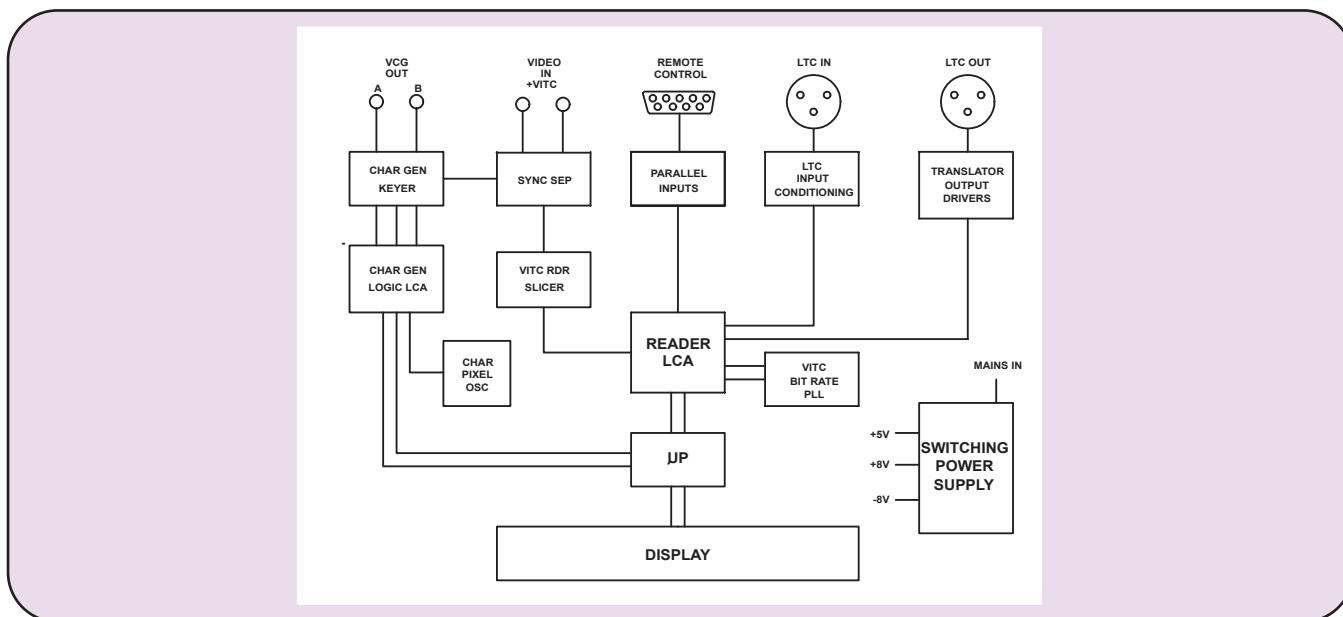 VCG
OUT
A B
VIDEO
IN
+VITC
REMOTE
CONTROL
LTC IN
LTC OUT
CHAR GEN
KEYER
SYNC SEP
PARALLEL
INPUTS
LTC
INPUT
CONDITIONING
TRANSLATOR
OUTPUT
DRIVERS
CHAR GEN
LOGIC LCA
VITC RDR
SLICER
CHAR
PIXEL
OSC
READER
LCA
VITC
BIT RATE
PLL
MAINS IN
+5V
+8V
-8V
SWITCHING
POWER
SUPPLY
µP
DISPLAY